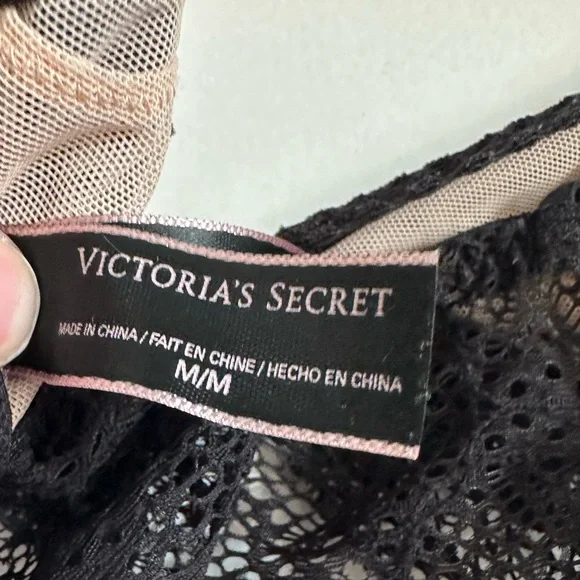 VICTORIA'S SECRET
MADE IN CHINA / FAIT EN CHINE / HECHO EN CHINA
M/M